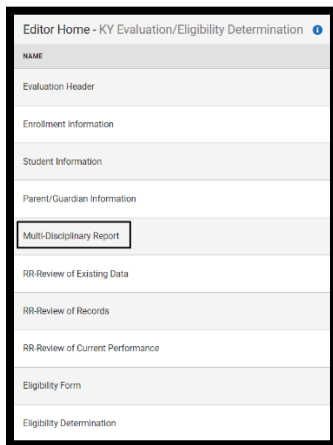 Editor Home - KY Evaluation/Eligibility Determination
NAME
Evaluation Header
Enrollment Information
Student Information
Parent/Guardian Information
Multi-Disciplinary Report
RR-Review of Existing Data
RR-Review of Records
RR-Review of Current Performance
Eligibility Form
Eligibility Determination